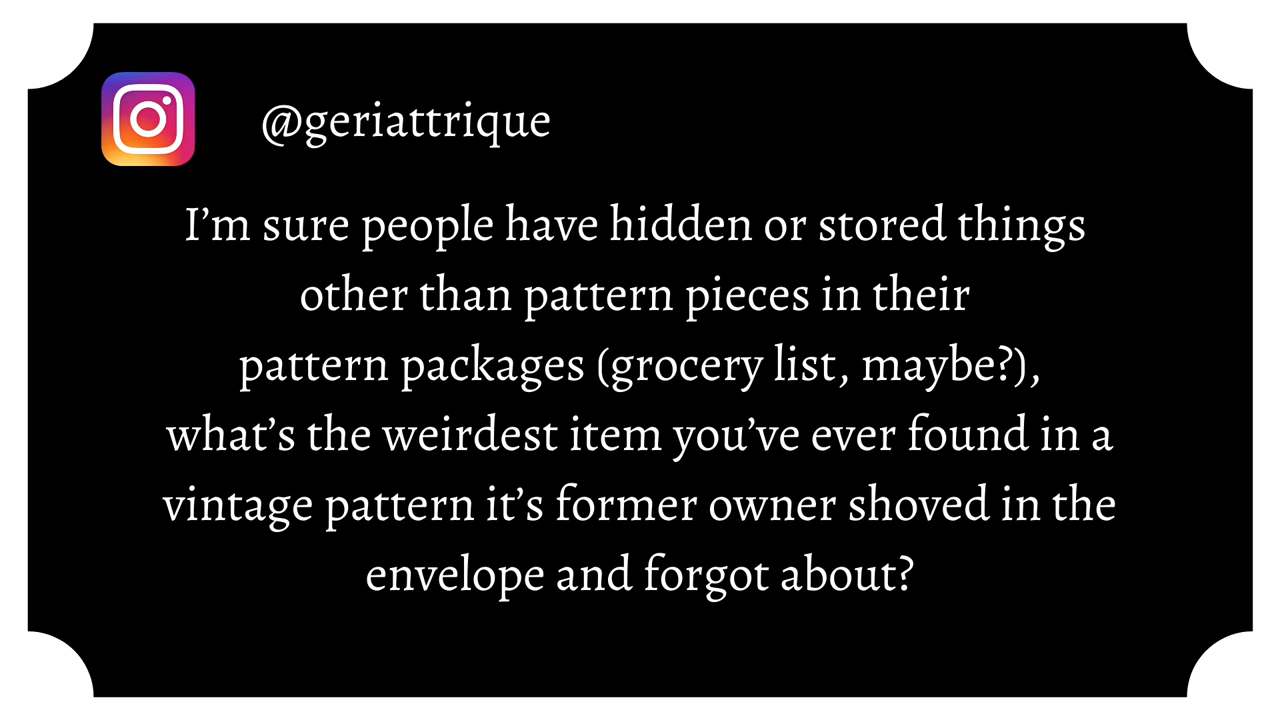 @geriattrique
I’m sure people have hidden or stored things
other than pattern pieces in their
pattern packages (grocery list, maybe?),
what’s the weirdest item you’ve ever found in a
vintage pattern it’s former owner shoved in the
envelope and forgot about?